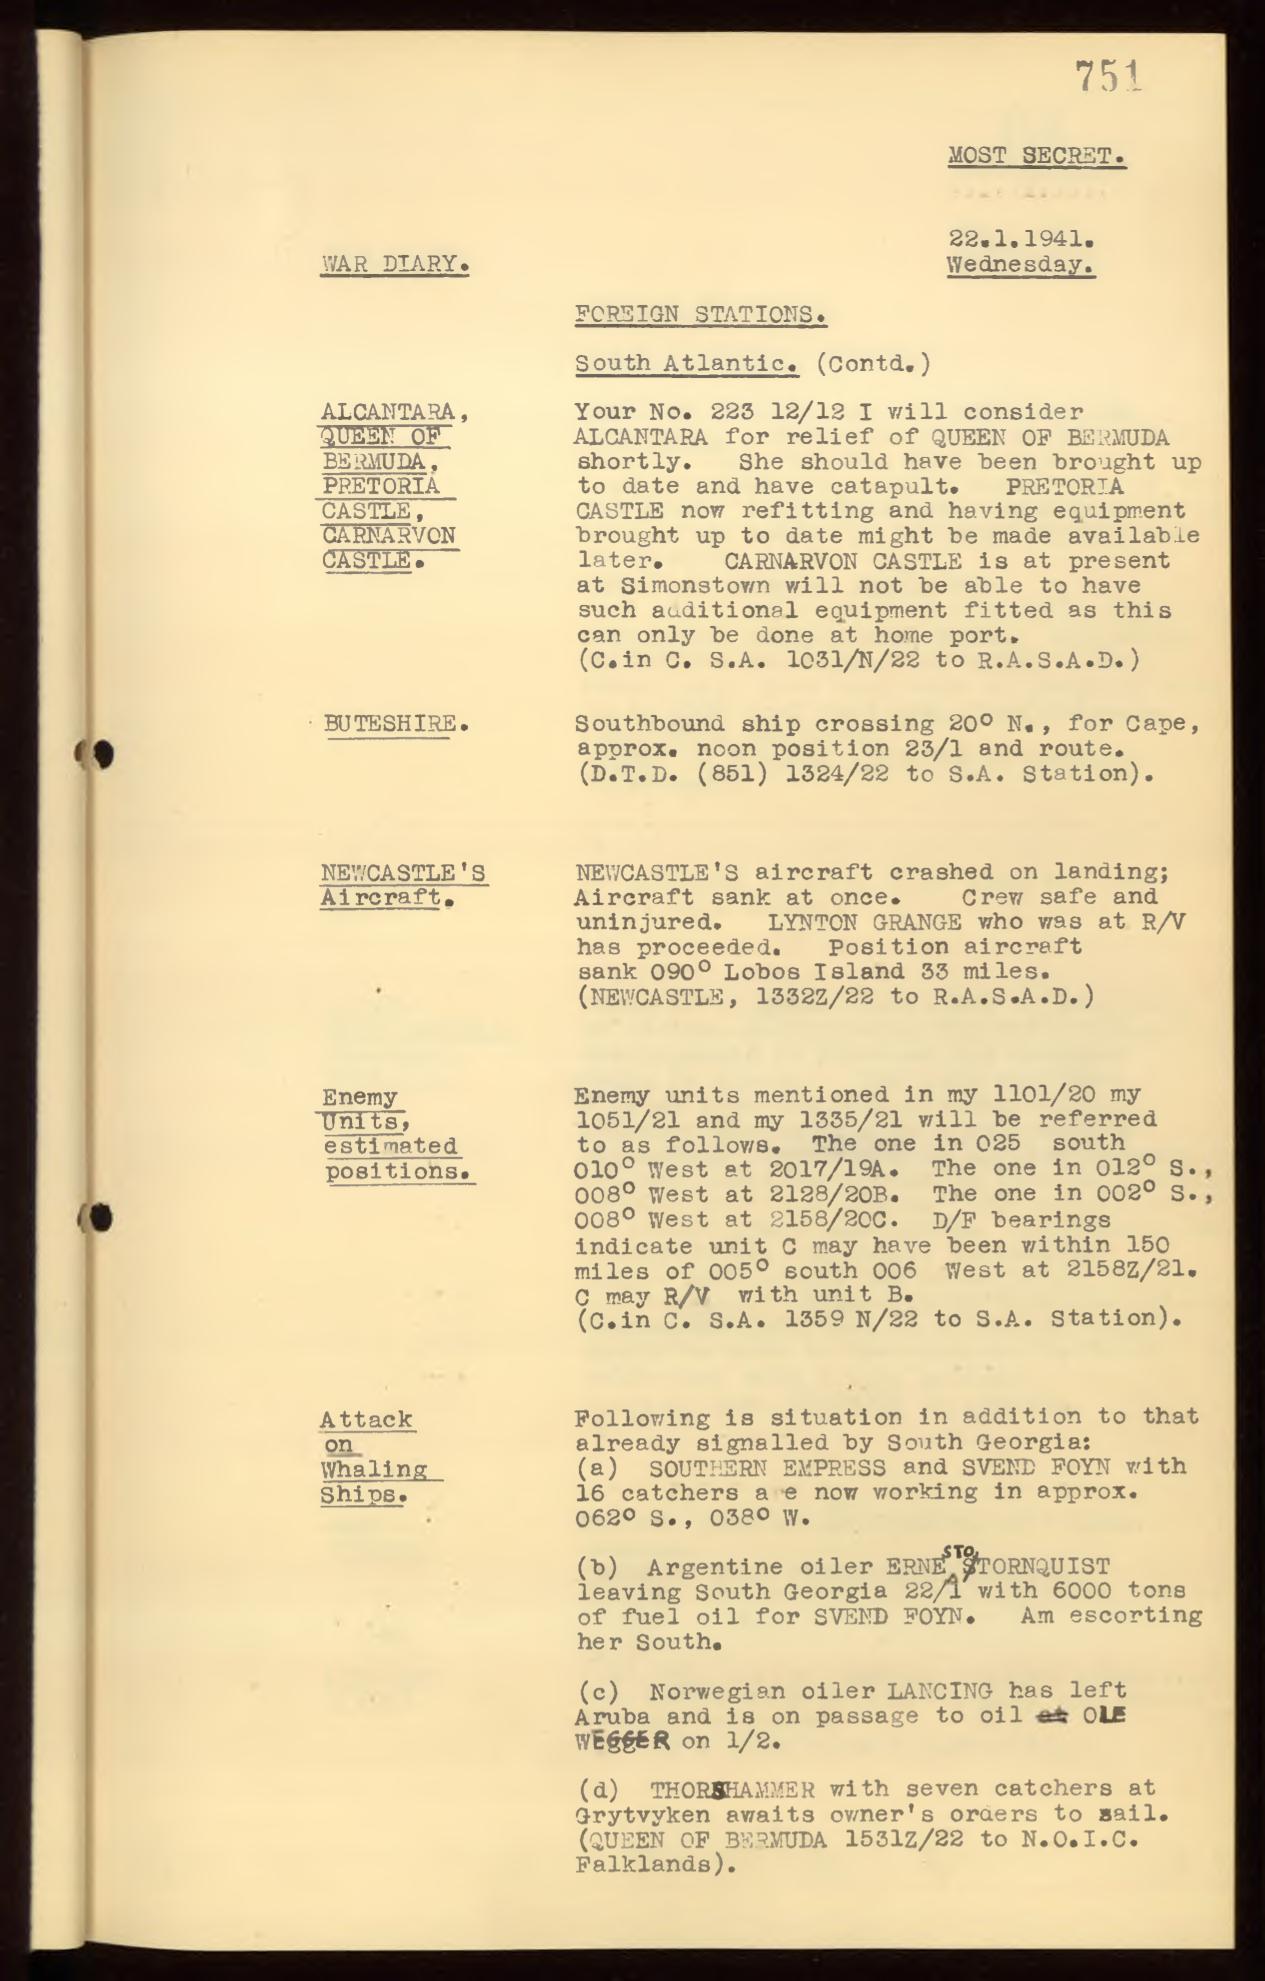 751
MOST SECRET.
22.1.1941.
WAR DIARY.
Wednesday.
FOREIGN STATIONS.
South Atlantic. (Contd.)
ALCANTARA,
QUEEN OF
BERMUDA,
PRETORIA
CASTLE,
CARNARVON
CASTLE.
Your No. 223 12/12 I will consider
ALCANTARA for relief of QUEEN OF BERMUDA
shortly. She should have been brought up
to date and have catapult. PRETORIA
CASTLE now refitting and having equipment
brought up to date might be made available
later. CARNARVON CASTLE is at present
at Simonstown will not be able to have
such additional equipment fitted as this
can only be done at home port.
(C.in C. S.A. 1031/N/22 to R.A.S.A.D.)
BUTESHIRE.
Southbound ship crossing 20° N., for Cape,
approx. noon position 23/1 and route.
(D.T.D. (851) 1324/22 to S.A. Station).
NEWCASTLE'S
Aircraft.
NEWCASTLE'S aircraft crashed on landing;
Aircraft sank at once. Crew safe and
uninjured. LYNTON GRANGE who was at R/V
has proceeded. Position aircraft
sank 090° Lobos Island 33 miles.
(NEWCASTLE, 1332Z/22 to R.A.S.A.D.)
Enemy
Units,
estimated
positions.
Enemy units mentioned in my 1101/20 my
1051/21 and my 1335/21 will be referred
to as follows. The one in 025 south
010° West at 2017/19A. The one in 012° S.,
008° West at 2128/20B. The one in 002° S.,
008° West at 2158/20C. D/F bearings
indicate unit C may have been within 150
miles of 005° south 006 West at 2158Z/21.
C may R/V with unit B.
(C.in C. S.A. 1359 N/22 to S.A. Station).
Attack
on
Whaling
Ships.
Following is situation in addition to that
already signalled by South Georgia:
(a) SOUTHERN EMPRESS and SVEND FOYN with
16 catchers a e now working in approx.
062° S., 038° W.
(b) Argentine oiler ERNESTO TORNQUIST
leaving South Georgia 22/1 with 6000 tons
of fuel oil for SVEND FOYN. Am escorting
her South.
(c) Norwegian oiler LANCING has left
Aruba and is on passage to oil at OLE
WEGGER on 1/2.
(d) THORSHAMMER with seven catchers at
Grytvyken awaits owner's orders to sail.
(QUEEN OF BERMUDA 1531Z/22 to N.O.I.C.
Falklands).